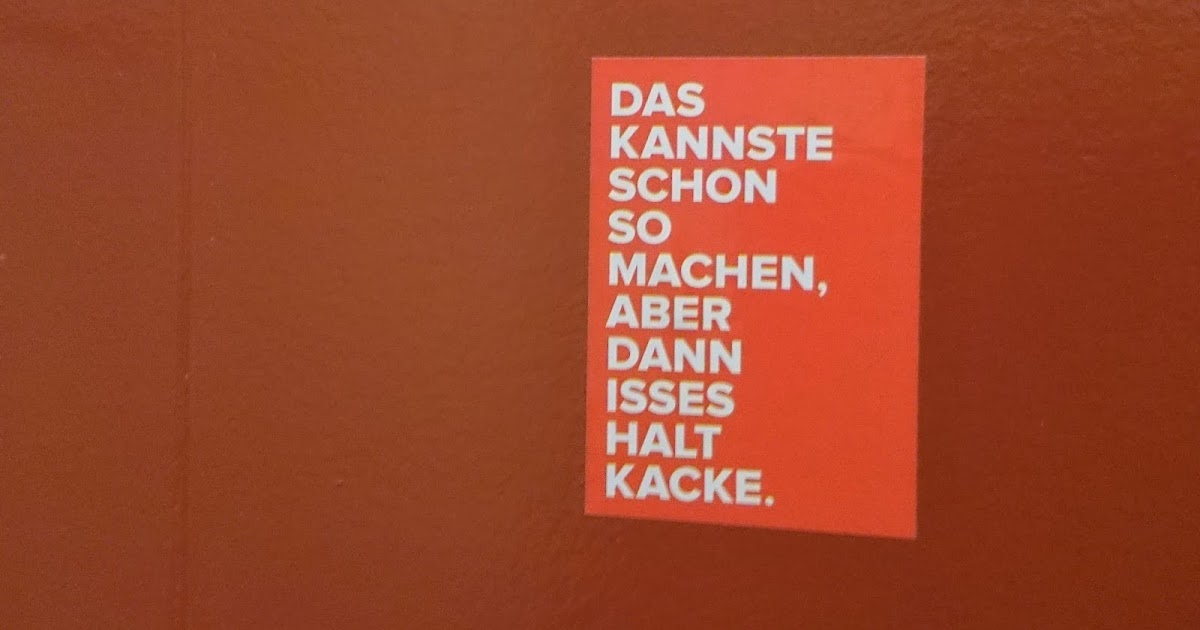 DAS
KANNSTE
SCHON
SO
MACHEN,
ABER
DANN
ISSES
HALT
KACKE.